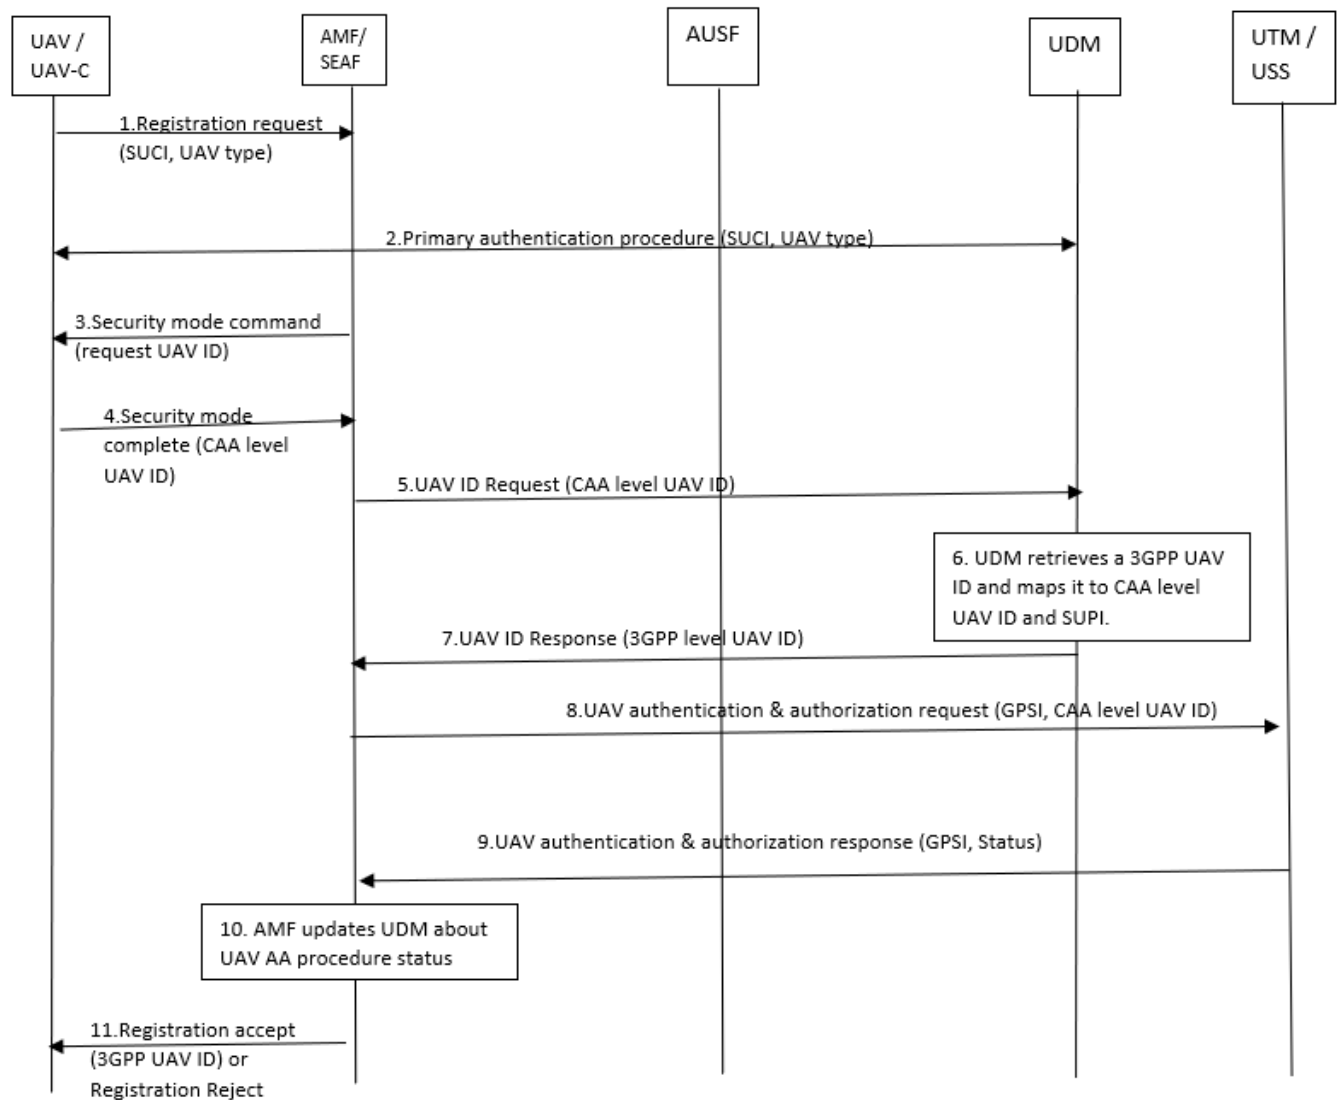 UAV /
UAV-C
AMF/
SEAF
AUSF
UDM
UTM /
USS
1.Registration request
(SUCI, UAV type)
2.Primary authentication procedure (SUCI, UAV type)
3.Security mode command
(request UAV ID)
4.Security mode
complete (CAA level
UAV ID)
5.UAV ID Request (CAA level UAV ID)
6. UDM retrieves a 3GPP UAV
ID and maps it to CAA level
UAV ID and SUPI.
7.UAV ID Response (3GPP level UAV ID)
8.UAV authentication & authorization request (GPSI, CAA level UAV ID)
9.UAV authentication & authorization response (GPSI, Status)
10. AMF updates UDM about
UAV AA procedure status
11.Registration accept
(3GPP UAV ID) or
Registration Reject